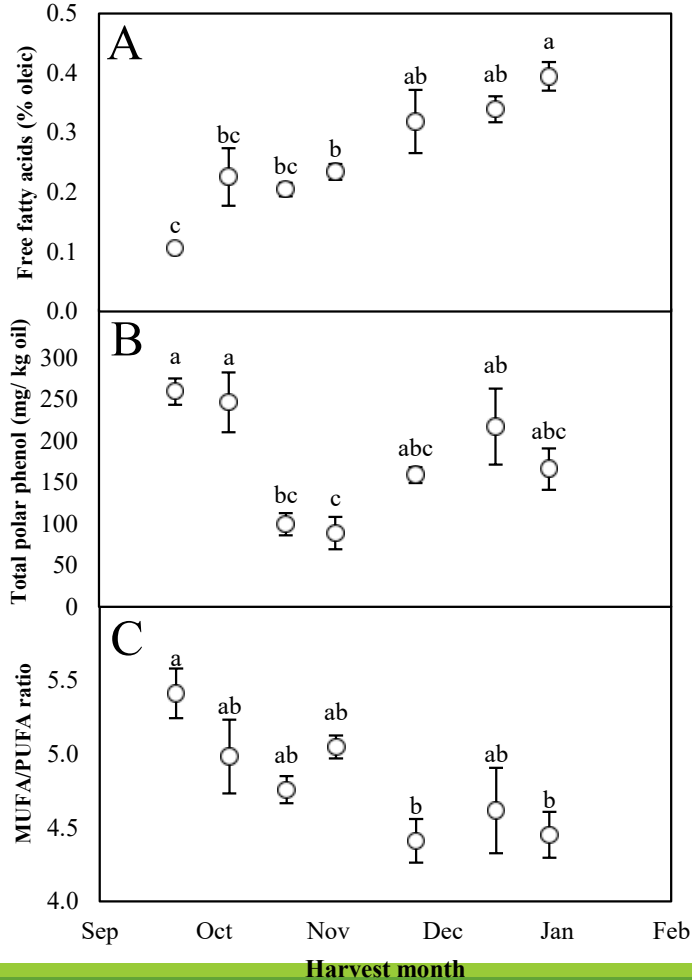 A
Free fatty acids (% oleic)
0.5
0.4
0.3
0.2
0.1
0.0
c
bc
bc
b
ab
ab
a
B
Total polar phenol (mg/ kg oil)
300
250
200
150
100
50
0
a
a
bc
c
abc
ab
abc
C
MUFA/PUFA ratio
5.5
5.0
4.5
4.0
a
ab
ab
ab
b
ab
b
Sep Oct Nov Dec Jan Feb
Harvest month